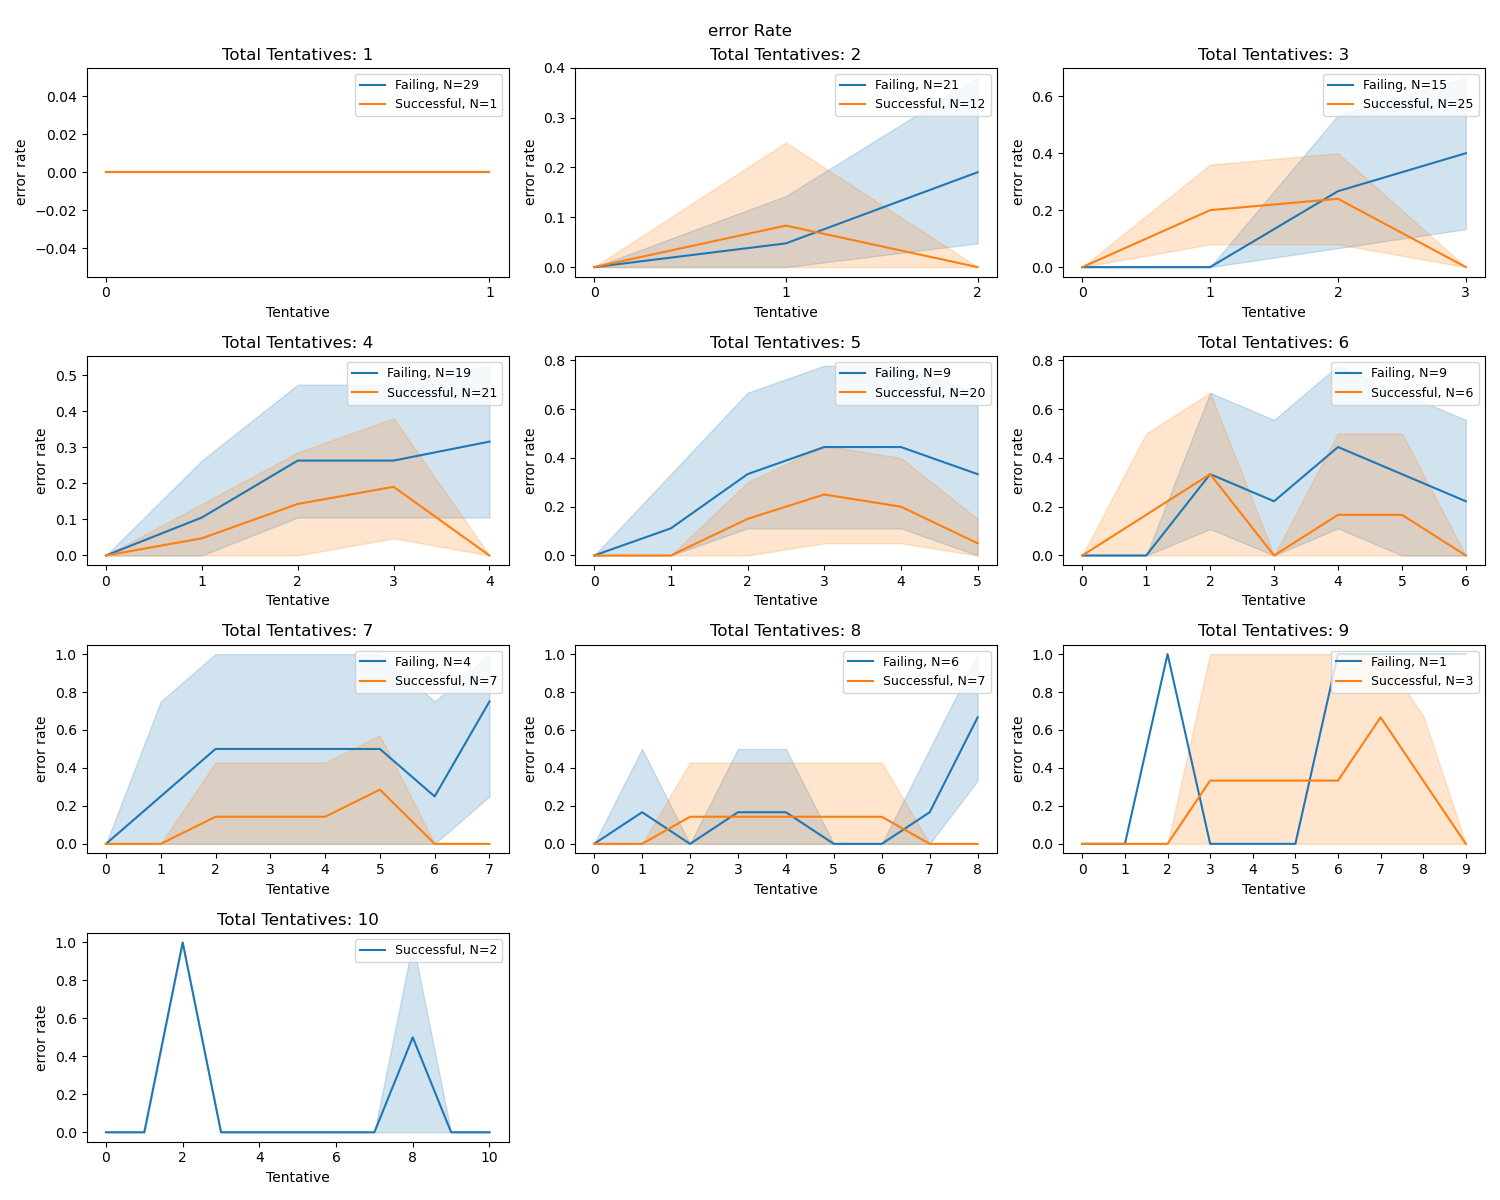 error Rate
Total Tentatives: 1
Failing, N=29
Successful, N=1
error rate
0.04
0.02
0.00
−0.02
−0.04
0 1
Tentative
Total Tentatives: 2
Failing, N=21
Successful, N=12
error rate
0.4
0.3
0.2
0.1
0.0
0 1 2
Tentative
Total Tentatives: 3
Failing, N=15
Successful, N=25
error rate
0.6
0.4
0.2
0.0
0 1 2 3
Tentative
Total Tentatives: 4
Failing, N=19
Successful, N=21
error rate
0.5
0.4
0.3
0.2
0.1
0.0
0 1 2 3 4
Tentative
Total Tentatives: 5
Failing, N=9
Successful, N=20
error rate
0.8
0.6
0.4
0.2
0.0
0 1 2 3 4 5
Tentative
Total Tentatives: 6
Failing, N=9
Successful, N=6
error rate
0.8
0.6
0.4
0.2
0.0
0 1 2 3 4 5 6
Tentative
Total Tentatives: 7
Failing, N=4
Successful, N=7
error rate
1.0
0.8
0.6
0.4
0.2
0.0
0 1 2 3 4 5 6 7
Tentative
Total Tentatives: 8
Failing, N=6
Successful, N=7
error rate
1.0
0.8
0.6
0.4
0.2
0.0
0 1 2 3 4 5 6 7 8
Tentative
Total Tentatives: 9
Failing, N=1
Successful, N=3
error rate
1.0
0.8
0.6
0.4
0.2
0.0
0 1 2 3 4 5 6 7 8 9
Tentative
Total Tentatives: 10
Successful, N=2
error rate
1.0
0.8
0.6
0.4
0.2
0.0
0 2 4 6 8 10
Tentative